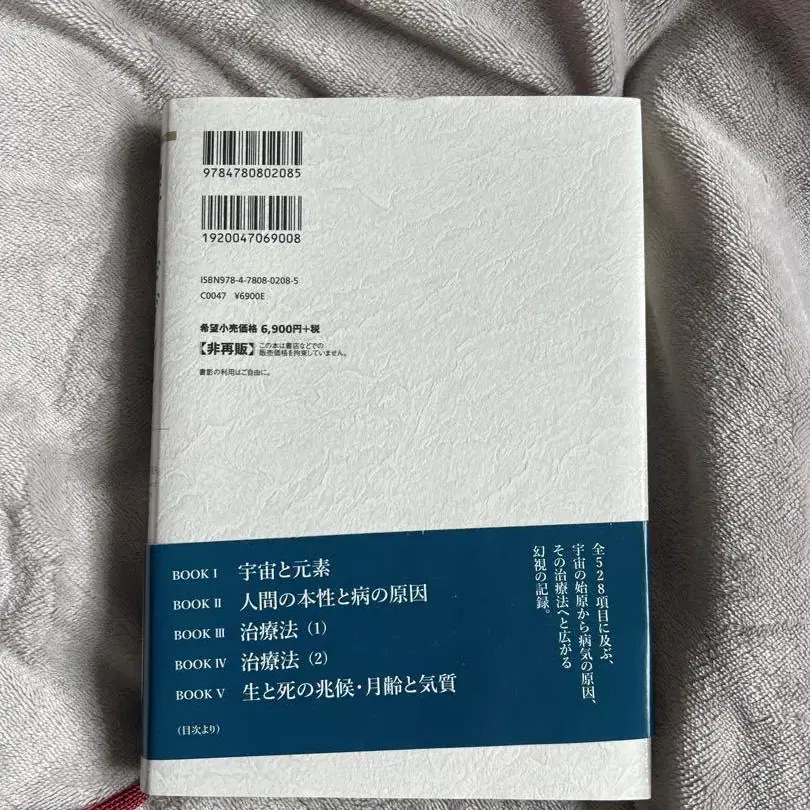 9784780802085
1920047069008
ISBN978-4-7808-0208-5
C0047 ¥6900E
希望小売価格 6,900円+税
【非再販】この本は書店などでの
販売価格を拘束していません。
書影の利用はご自由に。
全528項目に及ぶ、
宇宙の始原から病気の原因、
その治療法へと広がる
幻視の記録。
BOOK I 宇宙と元素
BOOK II 人間の本性と病の原因
BOOK III 治療法（1）
BOOK IV 治療法（2）
BOOK V 生と死の兆候・月齢と気質
（目次より）